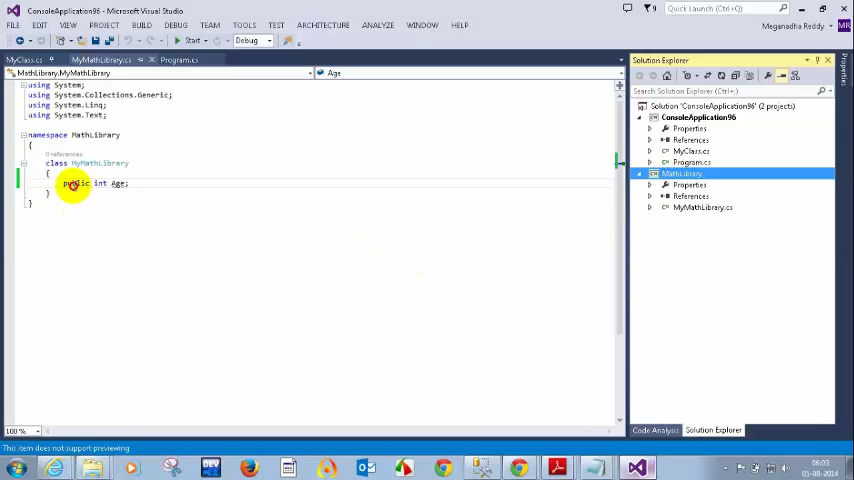 ConsoleApplication96 - Microsoft Visual Studio
9
Quick Launch (Ctrl+Q)
FILE EDIT VIEW PROJECT BUILD DEBUG TEAM TOOLS TEST ARCHITECTURE ANALYZE WINDOW HELP
Meganadha Reddy MR
Start Debug
MyClass.cs MyMathLibrary.cs Program.cs
MathLibrary.MyMathLibrary Age
using System;
using System.Collections.Generic;
using System.Linq;
using System.Text;
namespace MathLibrary
{
0 references
class MyMathLibrary
{
public int Age;
}
}
100 %
Solution Explorer
Search Solution Explorer (Ctrl+;)
Solution 'ConsoleApplication96' (2 projects)
ConsoleApplication96
Properties
References
MyClass.cs
Program.cs
MathLibrary
Properties
References
MyMathLibrary.cs
Code Analysis Solution Explorer
Properties
This item does not support previewing
DEV
06:03
05-08-2014